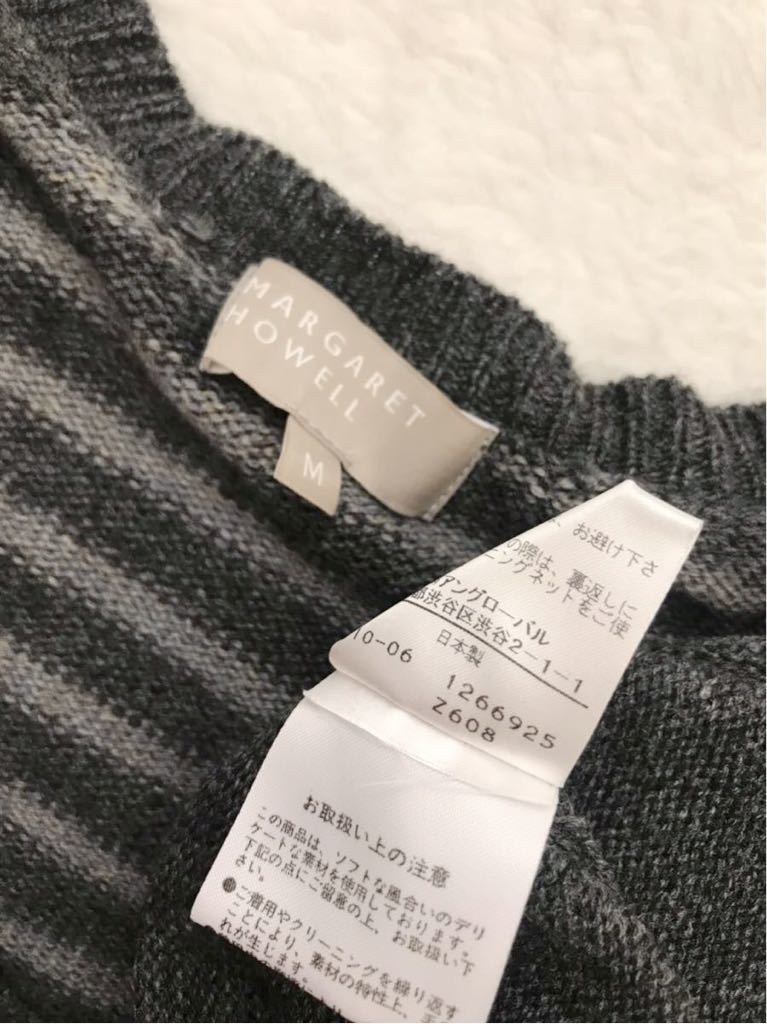 MARGARET
HOWELL
M
、お避け下さ
の際は、裏返しに
ニングネットをご使
アングローバル
都渋谷区渋谷2-1-1
日本製
10-06
1266925
Z608
お取扱い上の注意
この商品は、ソフトな風合いのデリ
ケートな素材を使用しております。
下記の点にご留意の上、お取扱い下
さい。
●ご着用やクリーニングを繰り返す
ことにより、素材の特性上、
れが生じます。